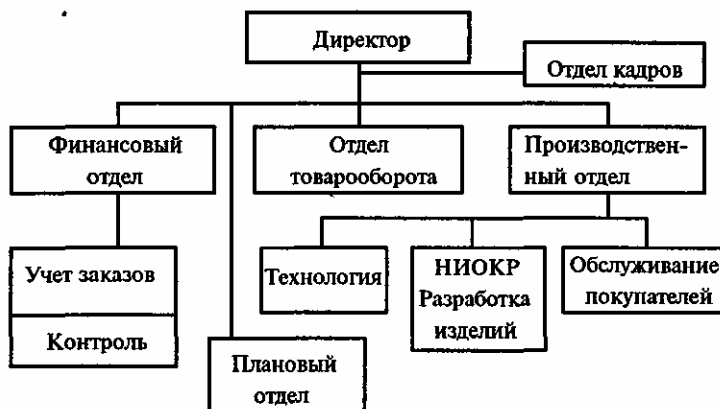 Директор
Отдел кадров
Финансовый
отдел
Отдел
товарооборота
Производствен-
ный отдел
Учет заказов
Контроль
Технология
НИОКР
Разработка
изделий
Обслуживание
покупателей
Плановый
отдел